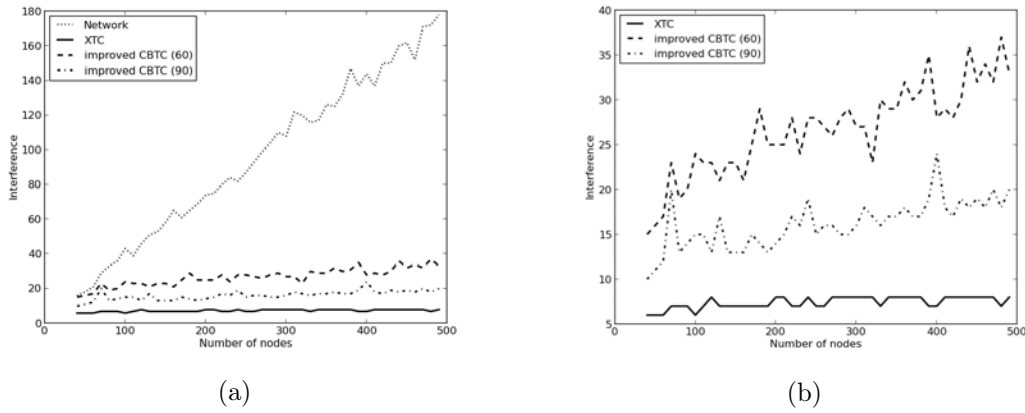 180
160
140
120
100
80
60
40
20
0
Interference
Network
XTC
improved CBTC (60)
improved CBTC (90)
0 100 200 300 400 500
Number of nodes
(a)
40
35
30
25
20
15
10
5
Interference
XTC
improved CBTC (60)
improved CBTC (90)
0 100 200 300 400 500
Number of nodes
(b)